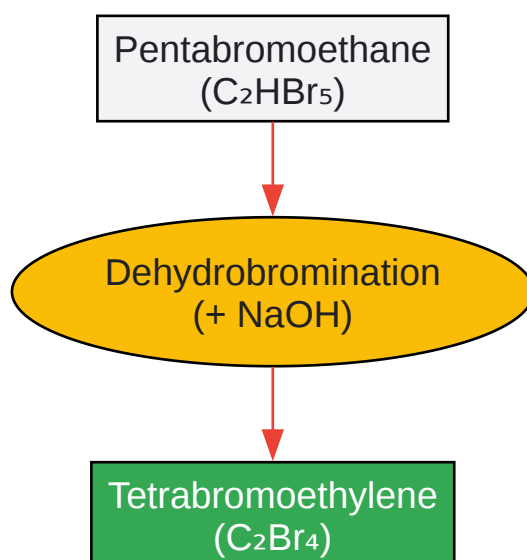 Pentabromoethane
(C₂HBr₅)
Dehydrobromination
(+ NaOH)
Tetrabromoethylene
(C₂Br₄)